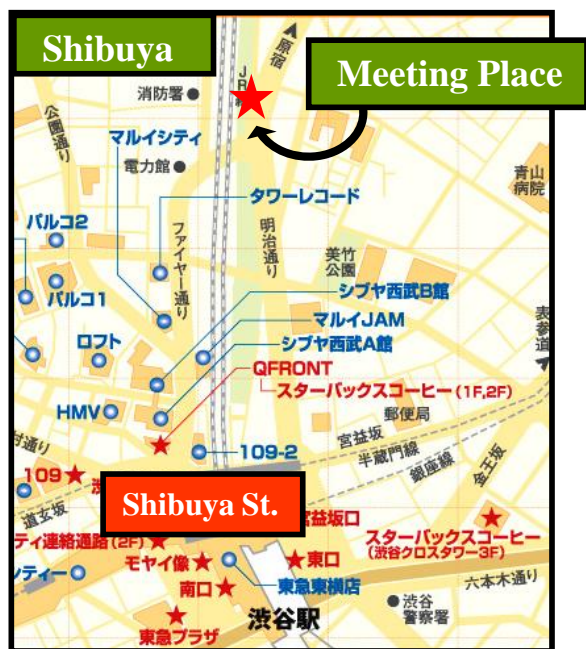 Shibuya
原宿
Meeting Place
消防署
公園通り
マルイシティ
電力館
青山
病院
タワーレコード
パルコ2
ファイヤー通り
明治通り
美竹
公園
シブヤ西武B館
パルコ1
マルイJAM
表参道
ロフト
シブヤ西武A館
QFRONT
スターバックスコーヒー(1F,2F)
HMV
郵便局
宮益坂
村通り
109-2
半蔵門線
銀座線
金王坂
109
Shibuya St.
道玄坂
宮益坂口
スターバックスコーヒー
(渋谷クロスタワー3F)
ティ連絡通路(2F)
モヤイ像
東口
ンティー
東急東横店
六本木通り
南口
渋谷駅
渋谷
警察署
東急プラザ